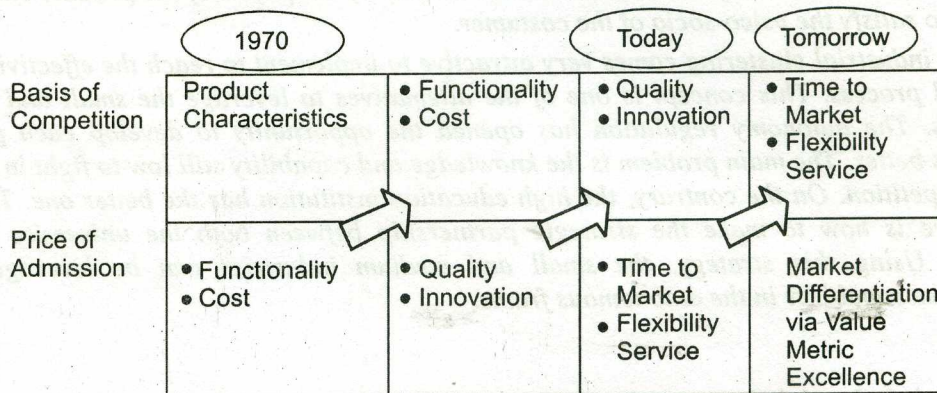 1970
Today
Tomorrow
Basis of
Competition
Product
Characteristics
• Functionality
• Cost
• Quality
• Innovation
• Time to
Market
• Flexibility
Service
Price of
Admission
• Functionality
• Cost
• Quality
• Innovation
• Time to
Market
• Flexibility
Service
Market
Differentiation
via Value
Metric
Excellence